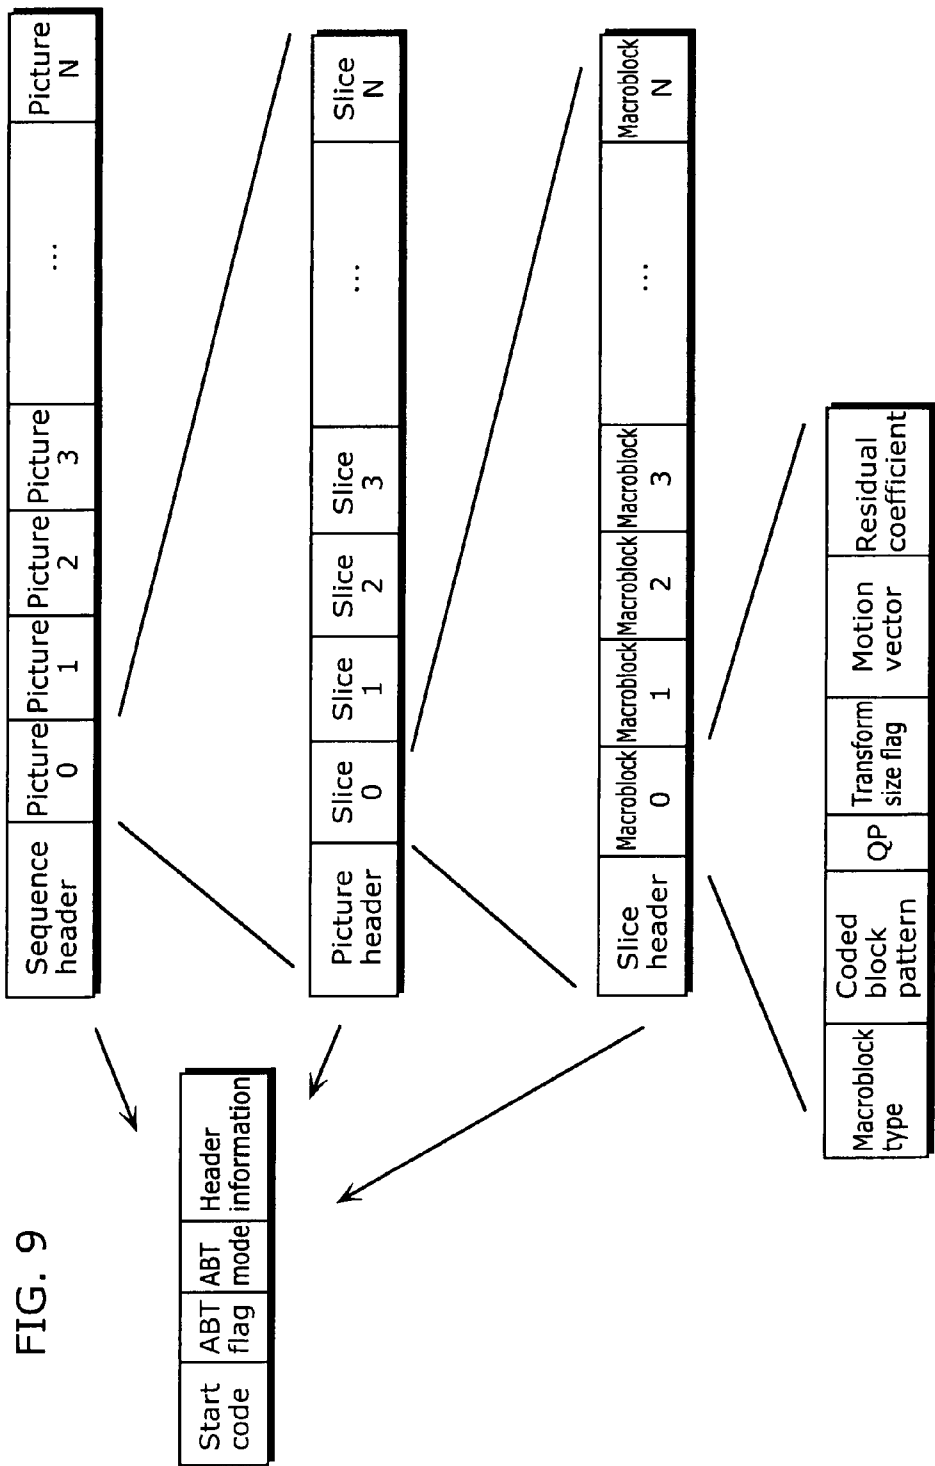 FIG. 9
Sequence
header
Picture
0
Picture
1
Picture
2
Picture
3
...
Picture
N
Start
code
ABT
flag
ABT
mode
Header
information
Picture
header
Slice
0
Slice
1
Slice
2
Slice
3
...
Slice
N
Slice
header
Macroblock
0
Macroblock
1
Macroblock
2
Macroblock
3
...
Macroblock
N
Macroblock
type
Coded
block
pattern
QP
Transform
size flag
Motion
vector
Residual
coefficient